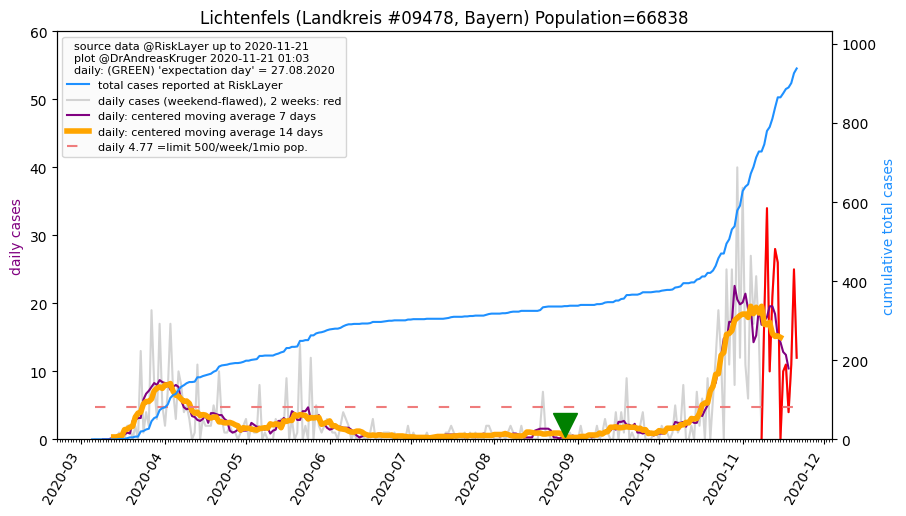 Lichtenfels (Landkreis #09478, Bayern) Population=66838
source data @RiskLayer up to 2020-11-21
plot @DrAndreasKruger 2020-11-21 01:03
daily: (GREEN) 'expectation day' = 27.08.2020
total cases reported at RiskLayer
daily cases (weekend-flawed), 2 weeks: red
daily: centered moving average 7 days
daily: centered moving average 14 days
daily 4.77 =limit 500/week/1mio pop.
daily cases
60
50
40
30
20
10
0
1000
800
600
400
200
0
cumulative total cases
2020-03
2020-04
2020-05
2020-06
2020-07
2020-08
2020-09
2020-10
2020-11
2020-12